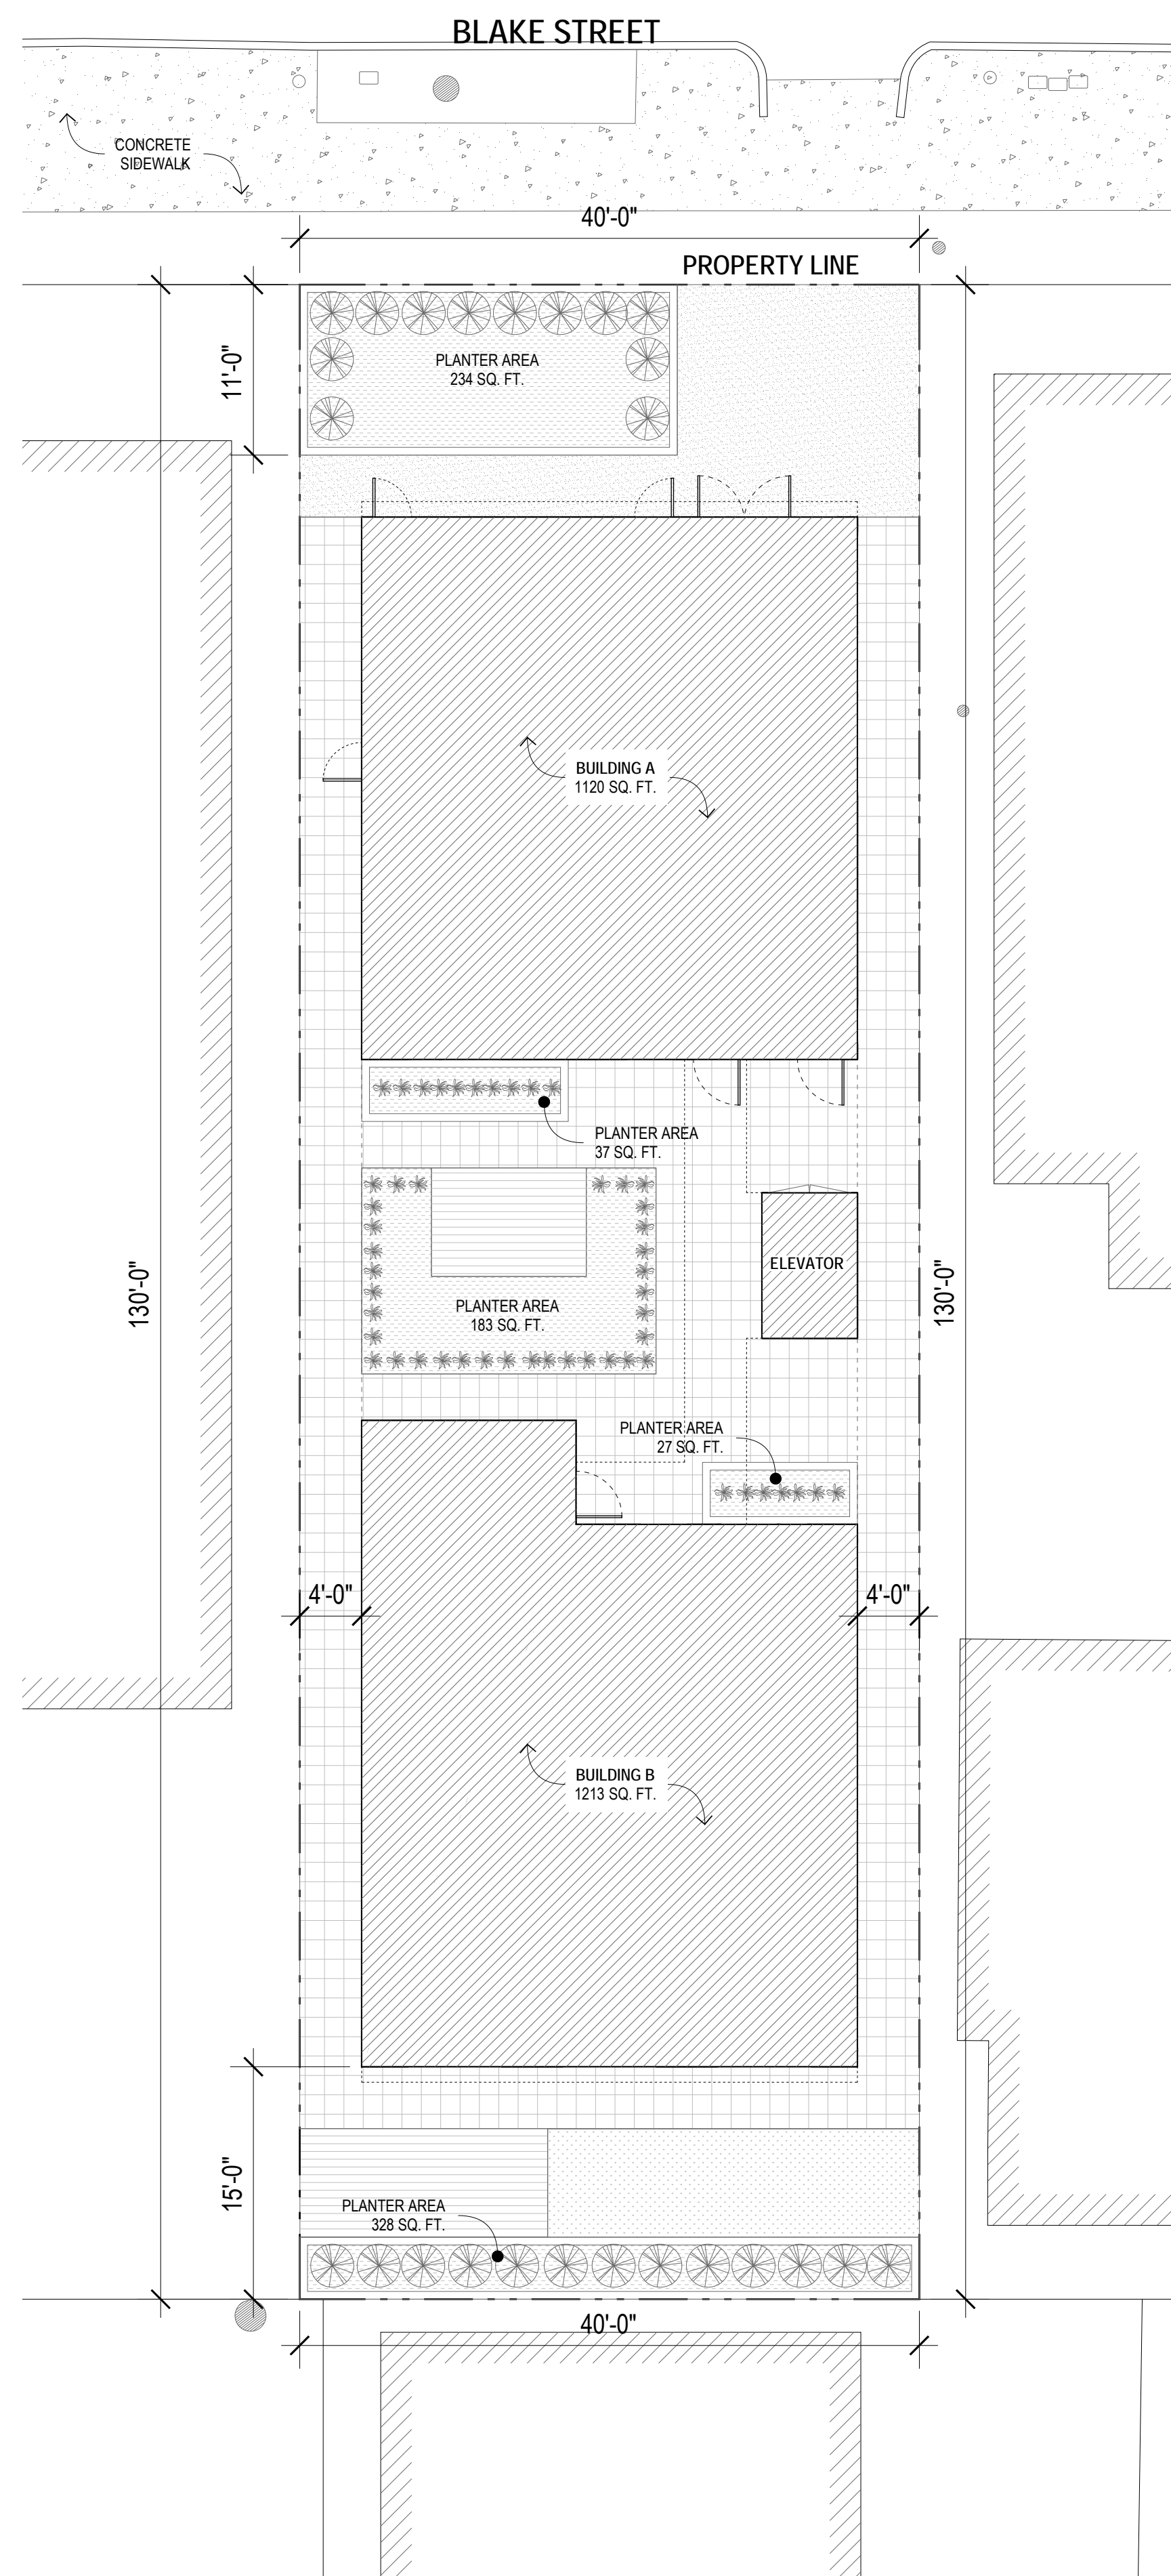 BLAKE STREET
CONCRETE
SIDEWALK
40'-0"
PROPERTY LINE
11'-0"
PLANTER AREA
234 SQ. FT.
BUILDING A
1120 SQ. FT.
PLANTER AREA
37 SQ. FT.
130'-0"
ELEVATOR
130'-0"
PLANTER AREA
183 SQ. FT.
PLANTER AREA
27 SQ. FT.
4'-0"
4'-0"
BUILDING B
1213 SQ. FT.
15'-0"
PLANTER AREA
328 SQ. FT.
40'-0"